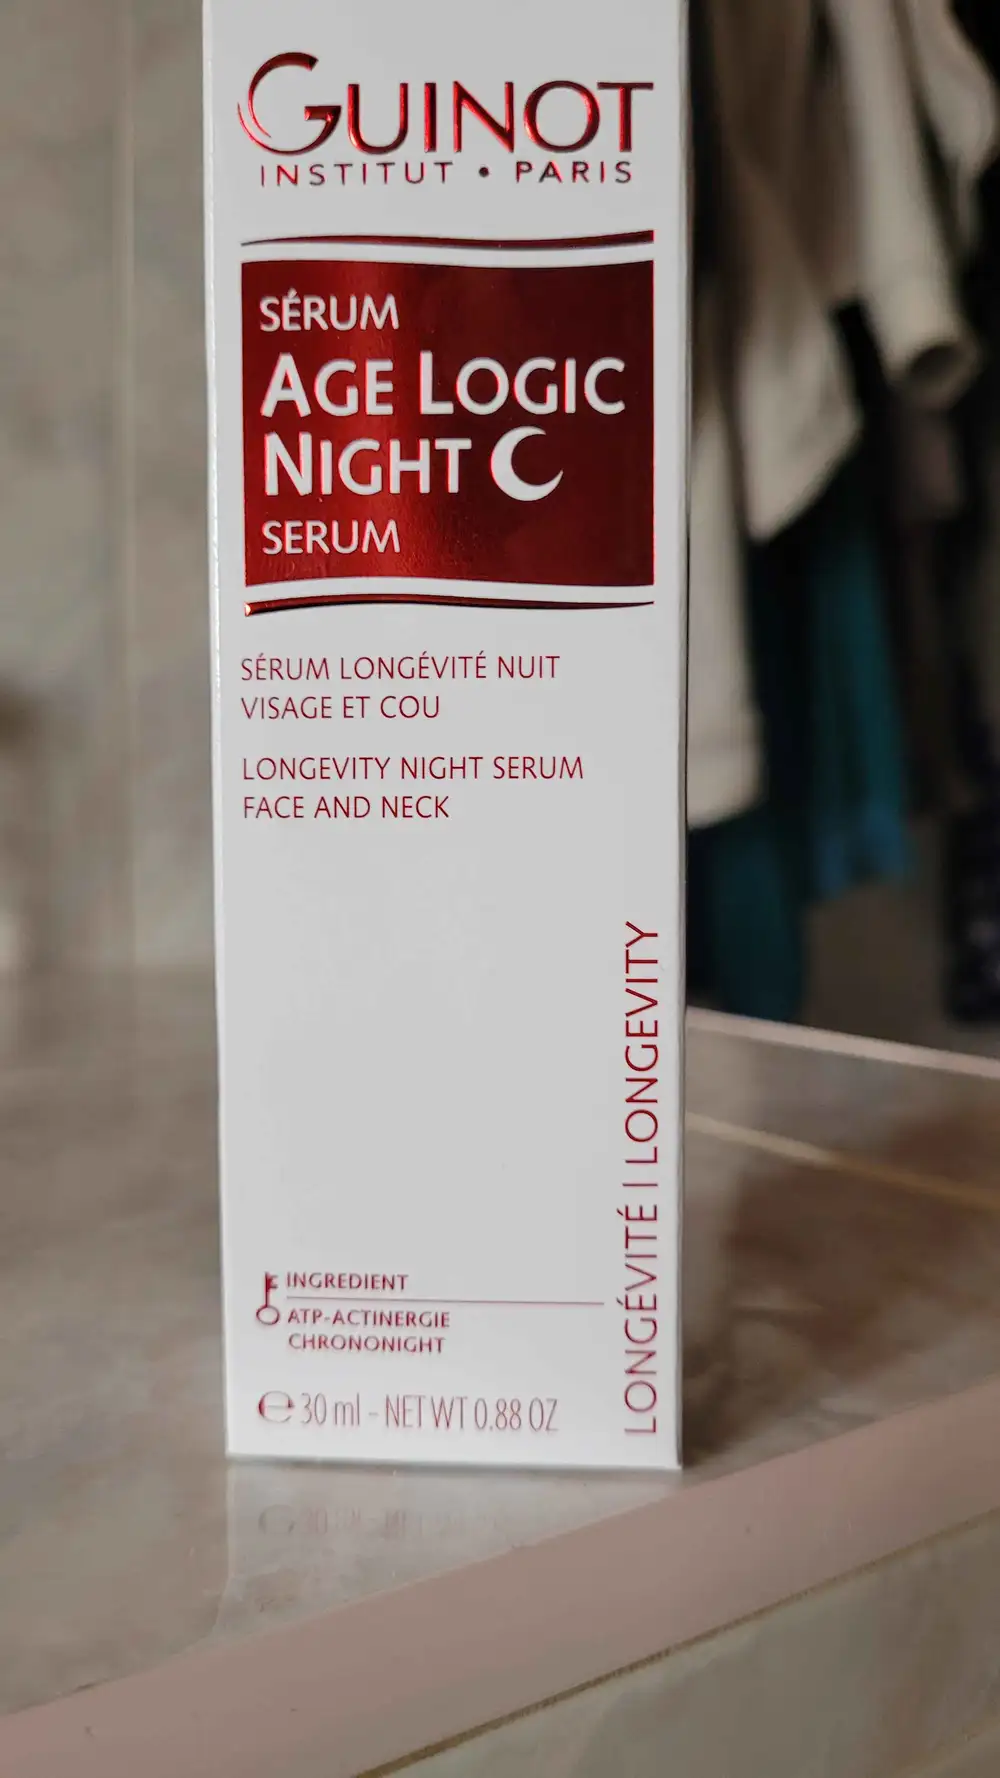 GUINOT
INSTITUT • PARIS
SÉRUM
AGE LOGIC
NIGHT
SERUM
SÉRUM LONGÉVITÉ NUIT
VISAGE ET COU
LONGEVITY NIGHT SERUM
FACE AND NECK
LONGÉVITÉ | LONGEVITY
INGREDIENT
ATP-ACTINERGIE
CHRONONIGHT
℮ 30 ml - NET WT 0.88 OZ